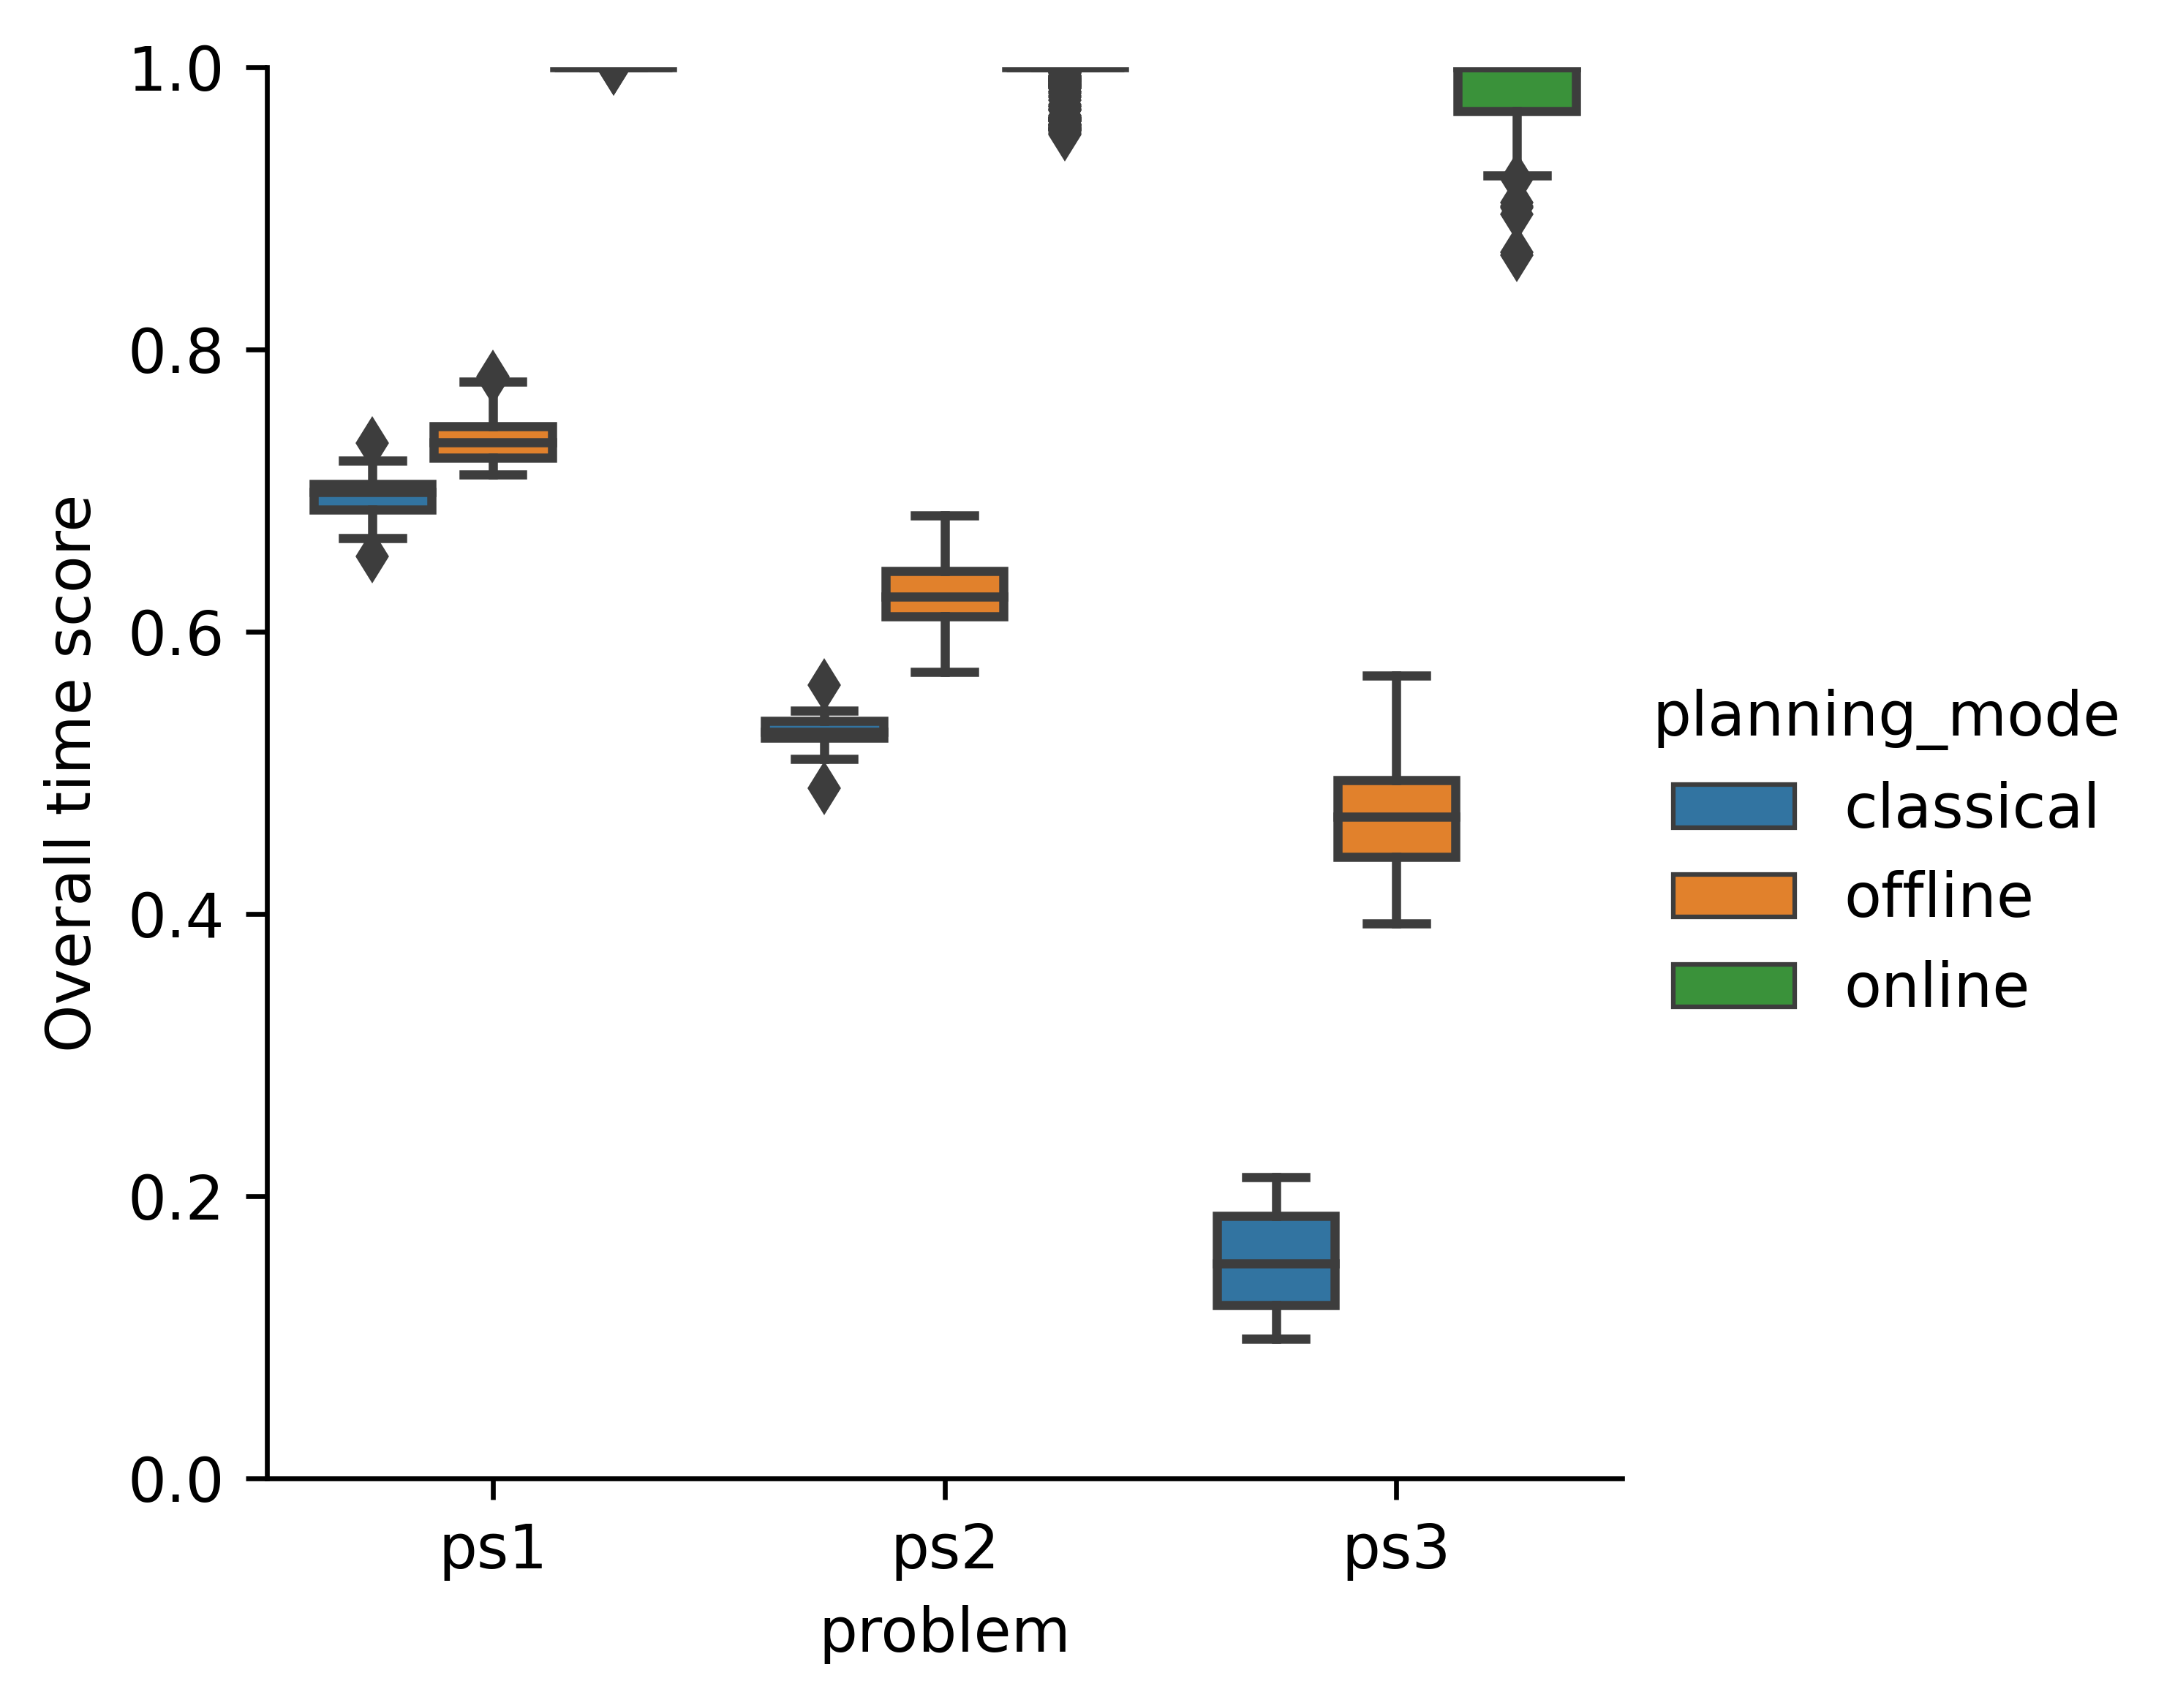 1.0
0.8
0.6
0.4
0.2
0.0
Overall time score
ps1 ps2 ps3
problem
planning_mode
classical
offline
online